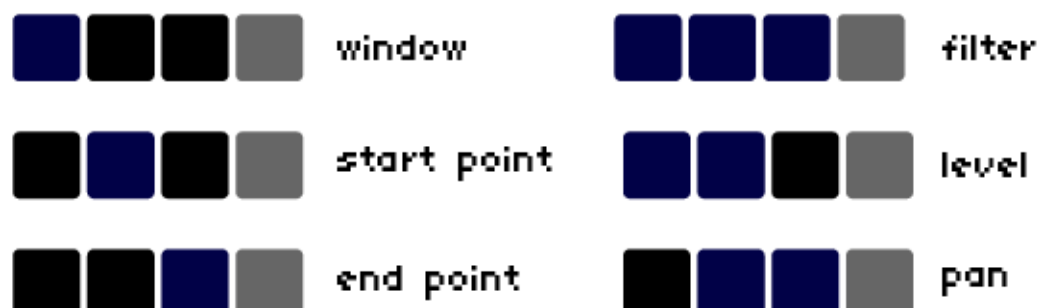 window
filter
start point
level
end point
pan